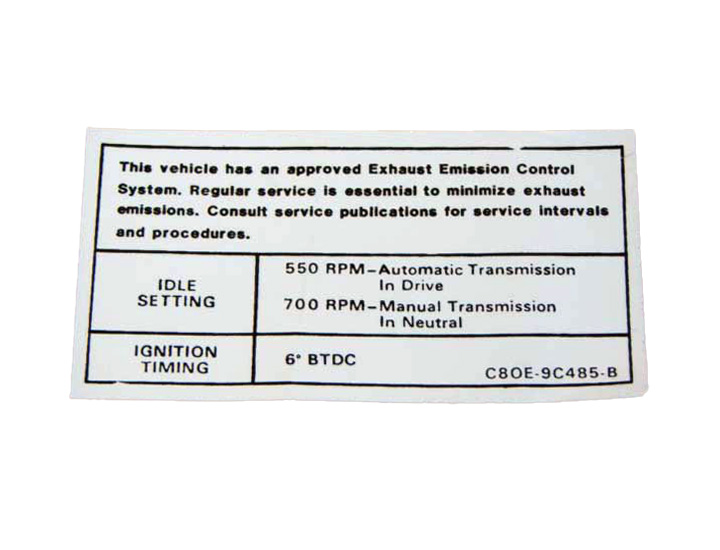 This vehicle has an approved Exhaust Emission Control
System. Regular service is essential to minimize exhaust
emissions. Consult service publications for service intervals
and procedures.
IDLE
SETTING
550 RPM–Automatic Transmission
In Drive
700 RPM–Manual Transmission
In Neutral
IGNITION
TIMING
6° BTDC
C8OE-9C485-B